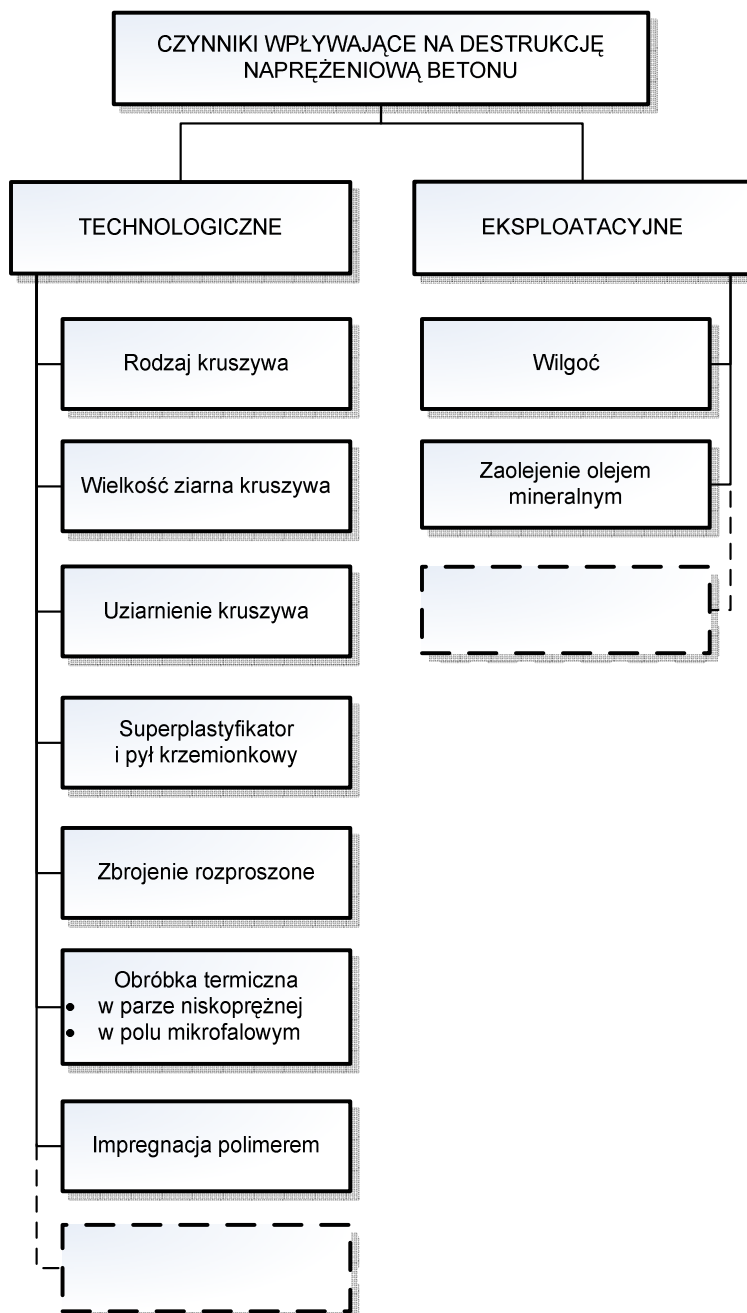 CZYNNIKI WPŁYWAJĄCE NA DESTRUKCJĘ
NAPRĘŻENIOWĄ BETONU
TECHNOLOGICZNE
Rodzaj kruszywa
Wielkość ziarna kruszywa
Uziarnienie kruszywa
Superplastyfikator
i pył krzemionkowy
Zbrojenie rozproszone
Obróbka termiczna
• w parze niskoprężnej
• w polu mikrofalowym
Impregnacja polimerem
EKSPLOATACYJNE
Wilgoć
Zaolejenie olejem
mineralnym